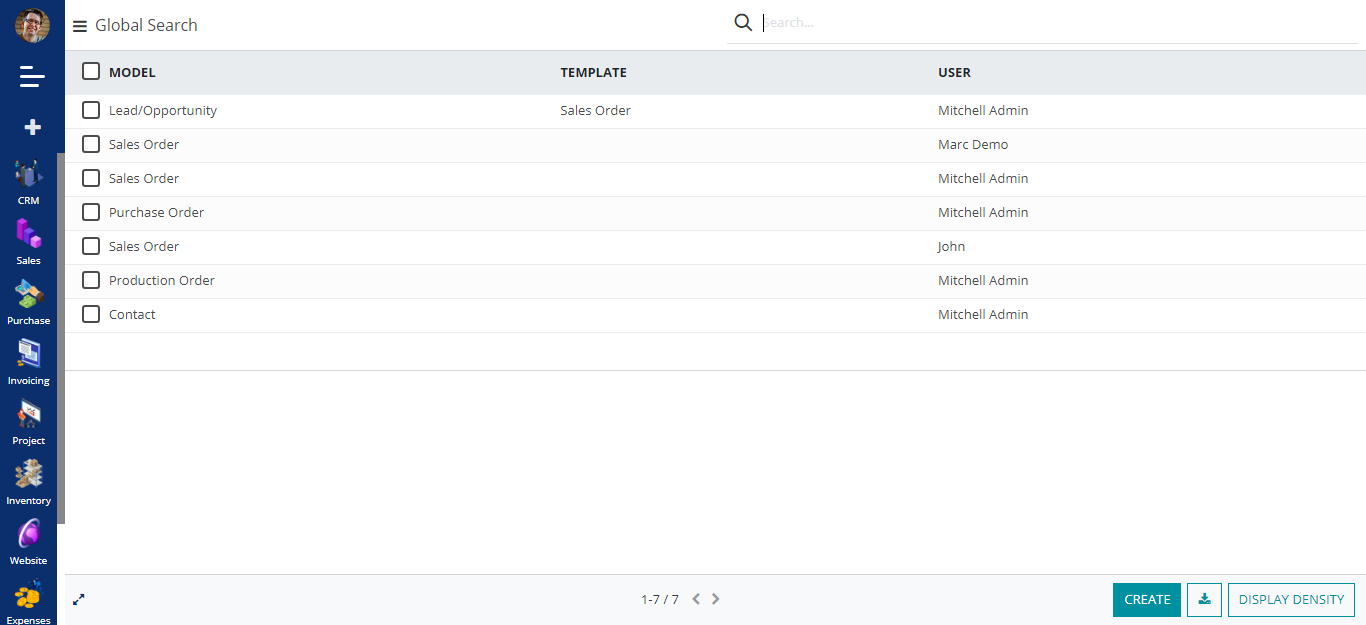 Global Search
Search...
MODEL TEMPLATE USER
Lead/Opportunity Sales Order Mitchell Admin
Sales Order Marc Demo
Sales Order Mitchell Admin
Purchase Order Mitchell Admin
Sales Order John
Production Order Mitchell Admin
Contact Mitchell Admin
CRM
Sales
Purchase
Invoicing
Project
Inventory
Website
Expenses
1-7 / 7
CREATE
DISPLAY DENSITY